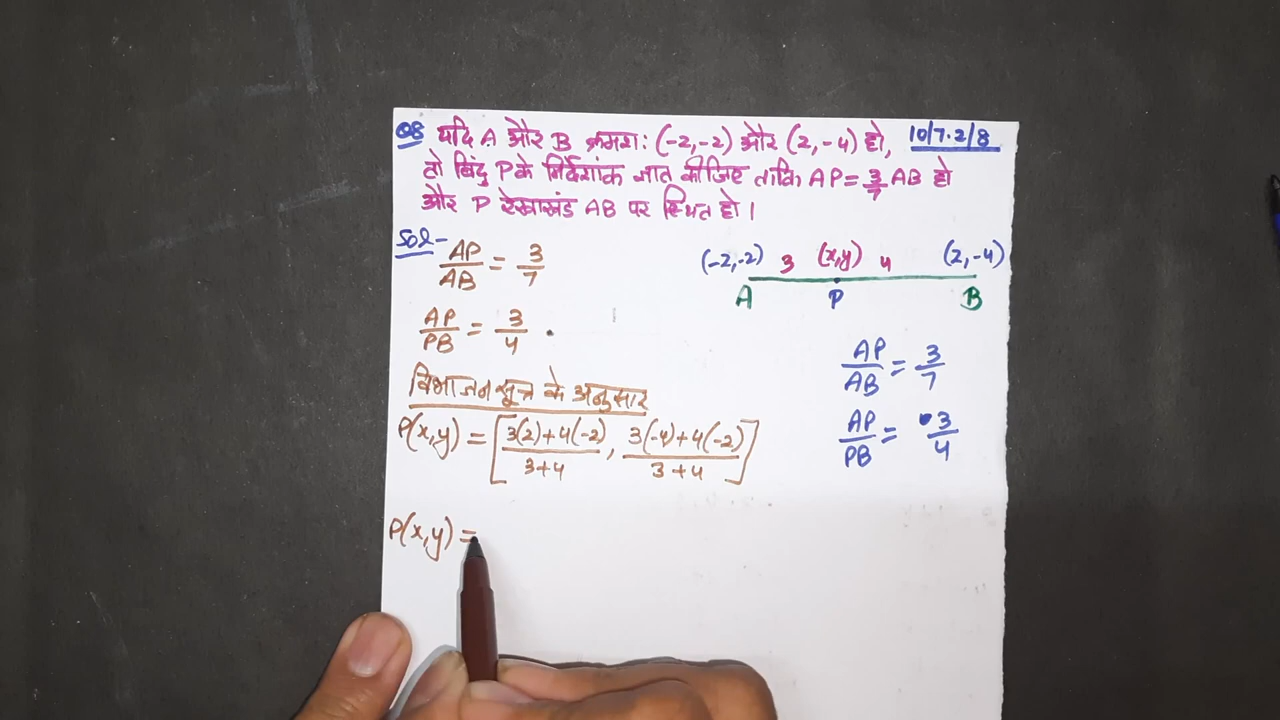 Q8 यदि A और B क्रमश: (-2,-2) और (2,-4) हो, 10/7.2/8
तो बिंदु P के निर्देशांक ज्ञात कीजिए ताकि AP = 3/7 AB हो
और P रेखाखंड AB पर स्थित हो।
Sol-
AP/AB = 3/7
AP/PB = 3/4 .
(-2,-2) 3 (x,y) 4 (2,-4)
A P B
AP/AB = 3/7
AP/PB = 3/4
विभाजन सूत्र के अनुसार
P(x,y) = [ 3(2)+4(-2)/3+4 , 3(-4)+4(-2)/3+4 ]
P(x,y) =